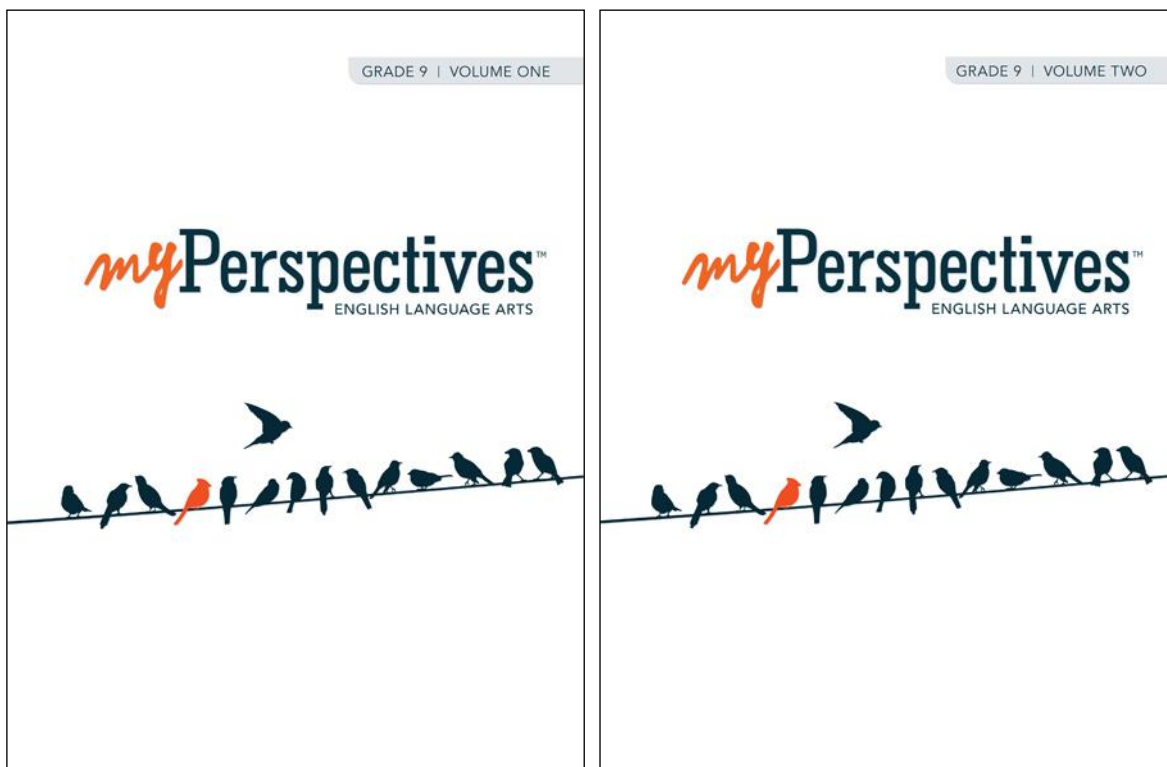 GRADE 9 | VOLUME ONE
myPerspectives™
ENGLISH LANGUAGE ARTS
GRADE 9 | VOLUME TWO
myPerspectives™
ENGLISH LANGUAGE ARTS